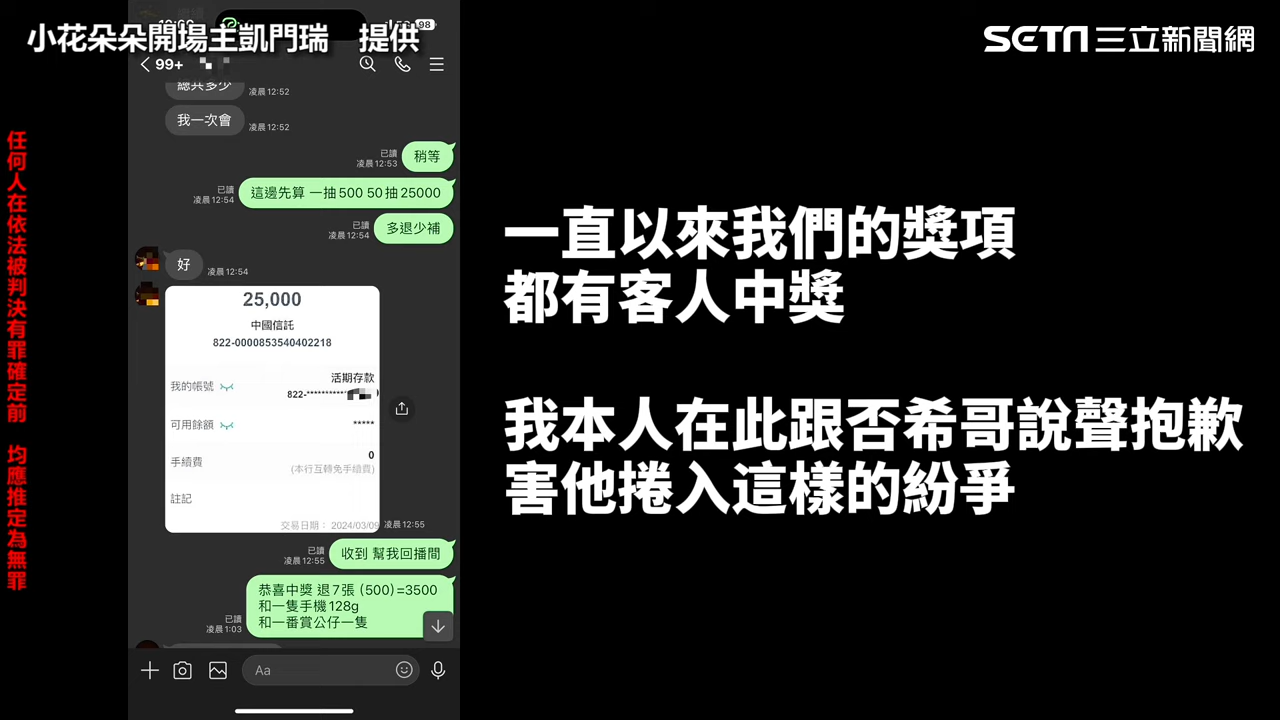 小花朵朵開場主凱門瑞 提供
SETN 三立新聞網
98
99+
總共多少
凌晨12:52
我一次會
凌晨12:52
已讀
凌晨12:53
稍等
已讀
凌晨12:54
這邊先算 一抽500 50抽25000
已讀
凌晨12:54
多退少補
好
凌晨12:54
25,000
中國信託
822-0000853540402218
我的帳號
活期存款
822-**********
可用餘額
*****
手續費
0
(本行互轉免手續費)
註記
交易日期： 2024/03/09
凌晨12:55
已讀
凌晨12:55
收到 幫我回播間
已讀
凌晨1:03
恭喜中獎 退7張（500）=3500
和一隻手機128g
和一番賞公仔一隻
Aa
一直以來我們的獎項
都有客人中獎
我本人在此跟否希哥說聲抱歉
害他捲入這樣的紛爭
任何人在依法被判決有罪確定前 均應推定為無罪